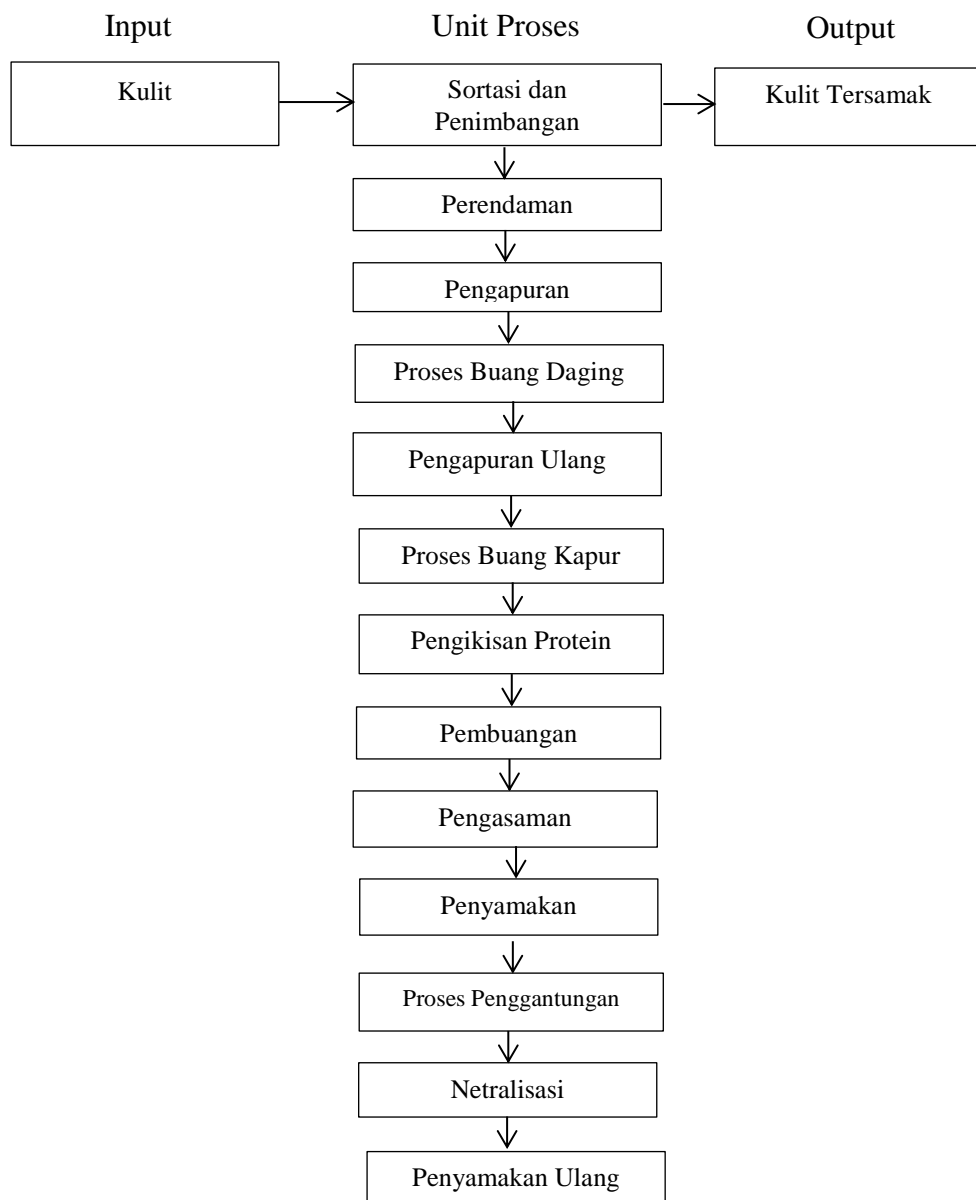 Input
Unit Proses
Output
Kulit
Sortasi dan
Penimbangan
Kulit Tersamak
Perendaman
Pengapuran
Proses Buang Daging
Pengapuran Ulang
Proses Buang Kapur
Pengikisan Protein
Pembuangan
Pengasaman
Penyamakan
Proses Penggantungan
Netralisasi
Penyamakan Ulang